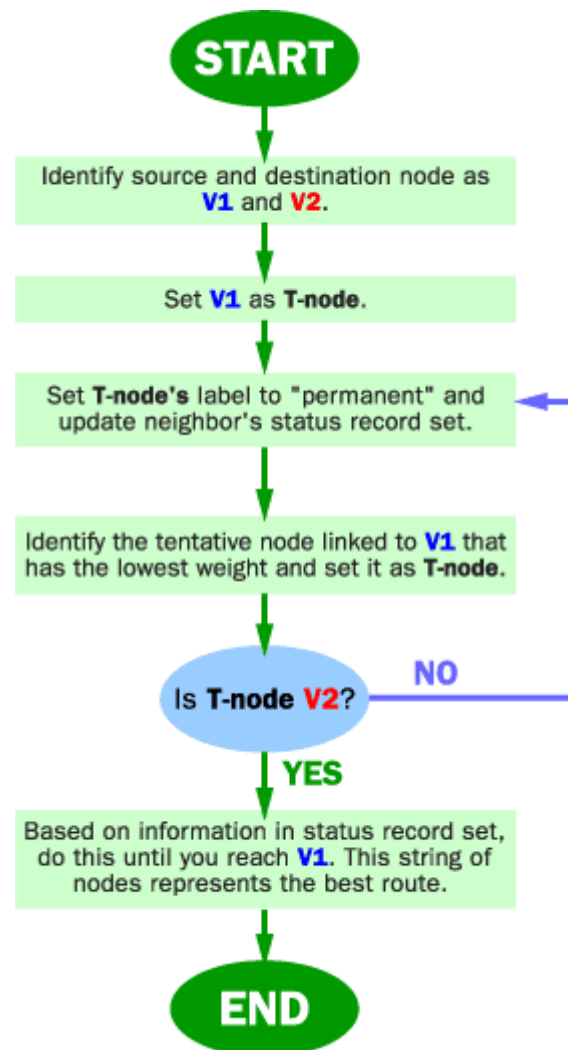 START
Identify source and destination node as
V1 and V2.
Set V1 as T-node.
Set T-node's label to "permanent" and
update neighbor's status record set.
Identify the tentative node linked to V1 that
has the lowest weight and set it as T-node.
Is T-node V2?
NO
YES
Based on information in status record set,
do this until you reach V1. This string of
nodes represents the best route.
END